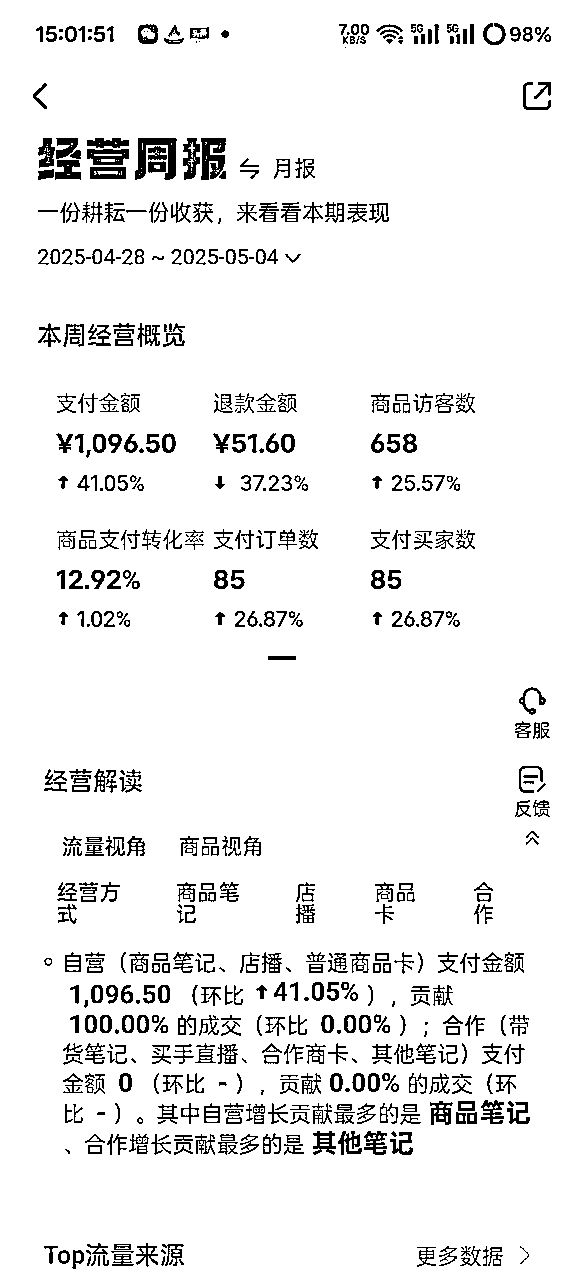 15:01:51 7.00 KB/S 5G 5G 98%
经营周报 ⇋ 月报
一份耕耘一份收获，来看看本期表现
2025-04-28 ~ 2025-05-04
本周经营概览
支付金额 退款金额 商品访客数
¥1,096.50 ¥51.60 658
↑ 41.05% ↓ 37.23% ↑ 25.57%
商品支付转化率 支付订单数 支付买家数
12.92% 85 85
↑ 1.02% ↑ 26.87% ↑ 26.87%
客服
经营解读
反馈
流量视角 商品视角
经营方 商品笔 店 商品 合
式 记 播 卡 作
自营（商品笔记、店播、普通商品卡）支付金额
1,096.50 （环比 ↑41.05% ），贡献
100.00% 的成交（环比 0.00% ）；合作（带
货笔记、买手直播、合作商卡、其他笔记）支付
金额 0 （环比 - ），贡献 0.00% 的成交（环
比 - ）。其中自营增长贡献最多的是 商品笔记
、合作增长贡献最多的是 其他笔记
Top流量来源 更多数据 〉